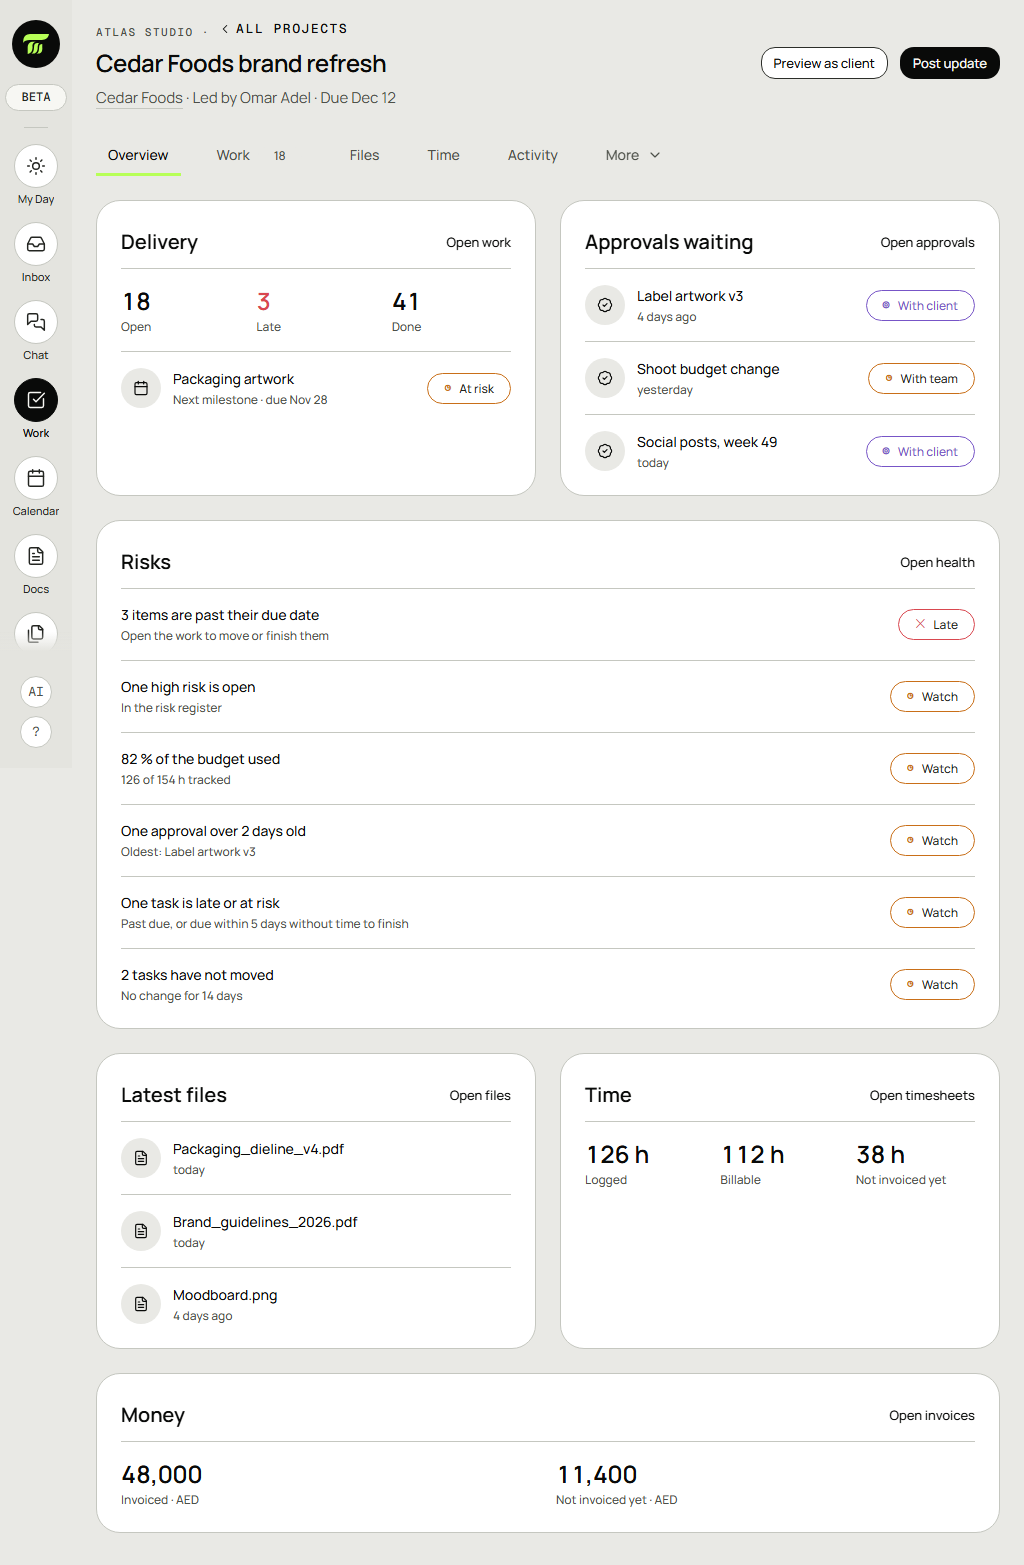 ATLAS STUDIO · < ALL PROJECTS
Cedar Foods brand refresh
Cedar Foods · Led by Omar Adel · Due Dec 12
Preview as client
Post update
BETA
My Day
Inbox
Chat
Work
Calendar
Docs
AI
?
Overview
Work 18
Files
Time
Activity
More
Delivery
Open work
18
Open
3
Late
41
Done
Packaging artwork
Next milestone · due Nov 28
At risk
Approvals waiting
Open approvals
Label artwork v3
4 days ago
With client
Shoot budget change
yesterday
With team
Social posts, week 49
today
With client
Risks
Open health
3 items are past their due date
Open the work to move or finish them
Late
One high risk is open
In the risk register
Watch
82 % of the budget used
126 of 154 h tracked
Watch
One approval over 2 days old
Oldest: Label artwork v3
Watch
One task is late or at risk
Past due, or due within 5 days without time to finish
Watch
2 tasks have not moved
No change for 14 days
Watch
Latest files
Open files
Packaging_dieline_v4.pdf
today
Brand_guidelines_2026.pdf
today
Moodboard.png
4 days ago
Time
Open timesheets
126 h
Logged
112 h
Billable
38 h
Not invoiced yet
Money
Open invoices
48,000
Invoiced · AED
11,400
Not invoiced yet · AED